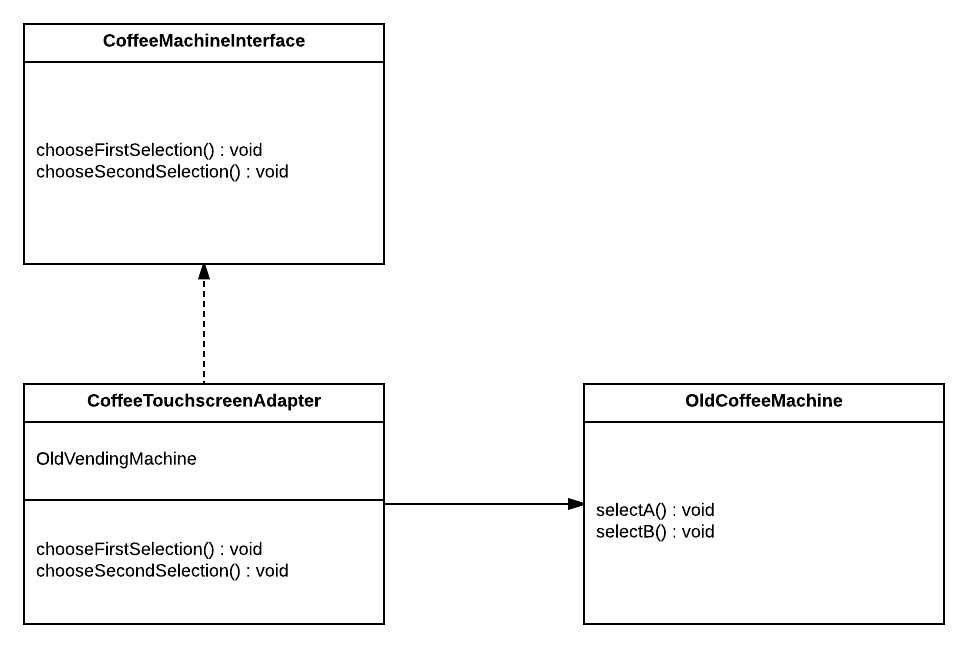 CoffeeMachineInterface
chooseFirstSelection() : void
chooseSecondSelection() : void
CoffeeTouchscreenAdapter
OldVendingMachine
chooseFirstSelection() : void
chooseSecondSelection() : void
OldCoffeeMachine
selectA() : void
selectB() : void